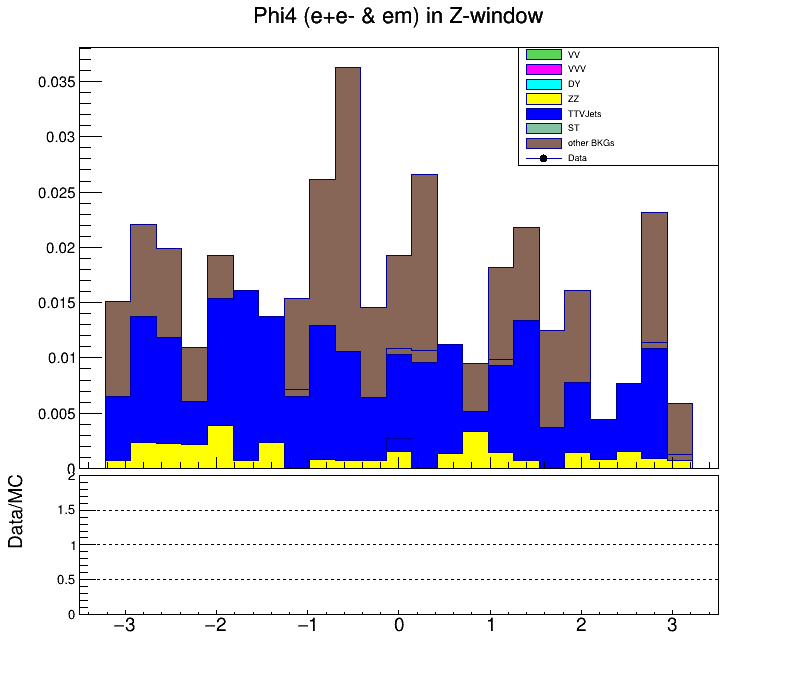 Phi4 (e+e- & em) in Z-window
VV
VVV
DY
ZZ
TTVJets
ST
other BKGs
Data
0.035
0.03
0.025
0.02
0.015
0.01
0.005
0
Data/MC
2
1.5
1
0.5
0
−3 −2 −1 0 1 2 3